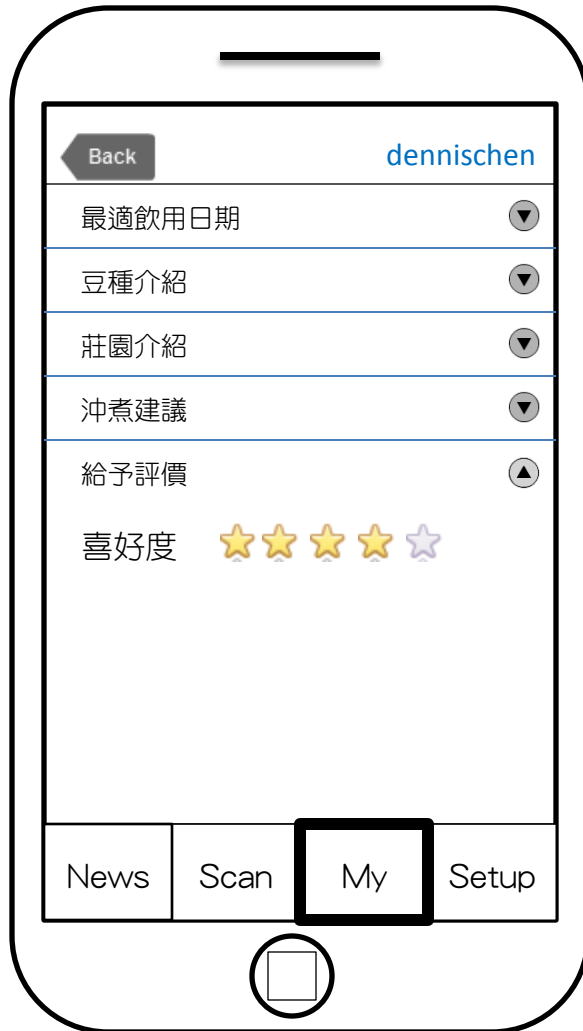 Back dennischen
最適飲用日期
豆種介紹
莊園介紹
沖煮建議
給予評價
喜好度
News Scan My Setup